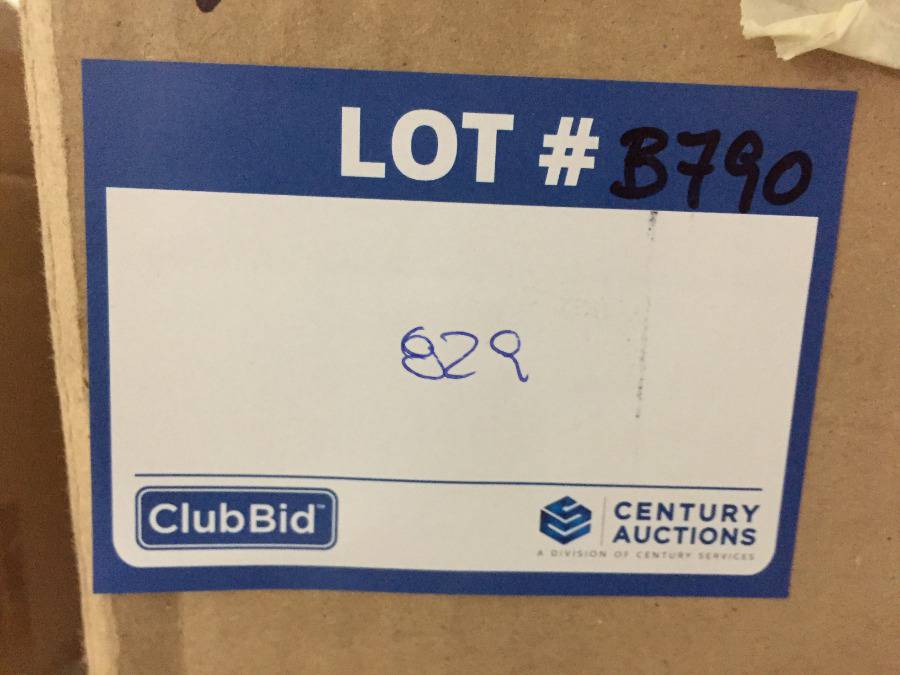 LOT # B790
829
ClubBid™
CENTURY
AUCTIONS
A DIVISION OF CENTURY SERVICES